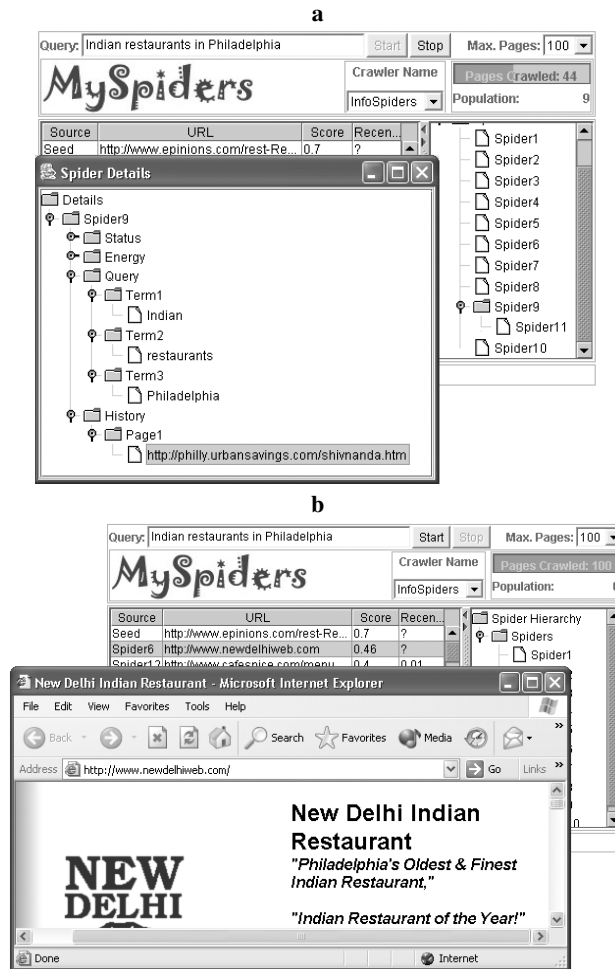 a
Query: Indian restaurants in Philadelphia Start Stop Max. Pages: 100
MySpiders Crawler Name InfoSpiders Pages Crawled: 44
Population: 9
Source URL Score Recen...
Seed http://www.epinions.com/rest-Re... 0.7 ?
Spider1
Spider2
Spider3
Spider4
Spider5
Spider6
Spider7
Spider8
Spider9
Spider11
Spider10
Spider Details
Details
Spider9
Status
Energy
Query
Term1
Indian
Term2
restaurants
Term3
Philadelphia
History
Page1
http://philly.urbansavings.com/shivnanda.htm
b
Query: Indian restaurants in Philadelphia Start Stop Max. Pages: 100
MySpiders Crawler Name InfoSpiders Pages Crawled: 100
Population:
Source URL Score Recen...
Seed http://www.epinions.com/rest-Re... 0.7 ?
Spider6 http://www.newdelhiweb.com 0.46 ?
Spider12 http://www.cafespice.com/menu 0.4 0.01
Spider Hierarchy
Spiders
Spider1
New Delhi Indian Restaurant - Microsoft Internet Explorer
File Edit View Favorites Tools Help
Back Search Favorites Media »
Address http://www.newdelhiweb.com/ Go Links »
NEW
DELHI
New Delhi Indian
Restaurant
"Philadelphia's Oldest & Finest
Indian Restaurant,"
"Indian Restaurant of the Year!"
Done Internet